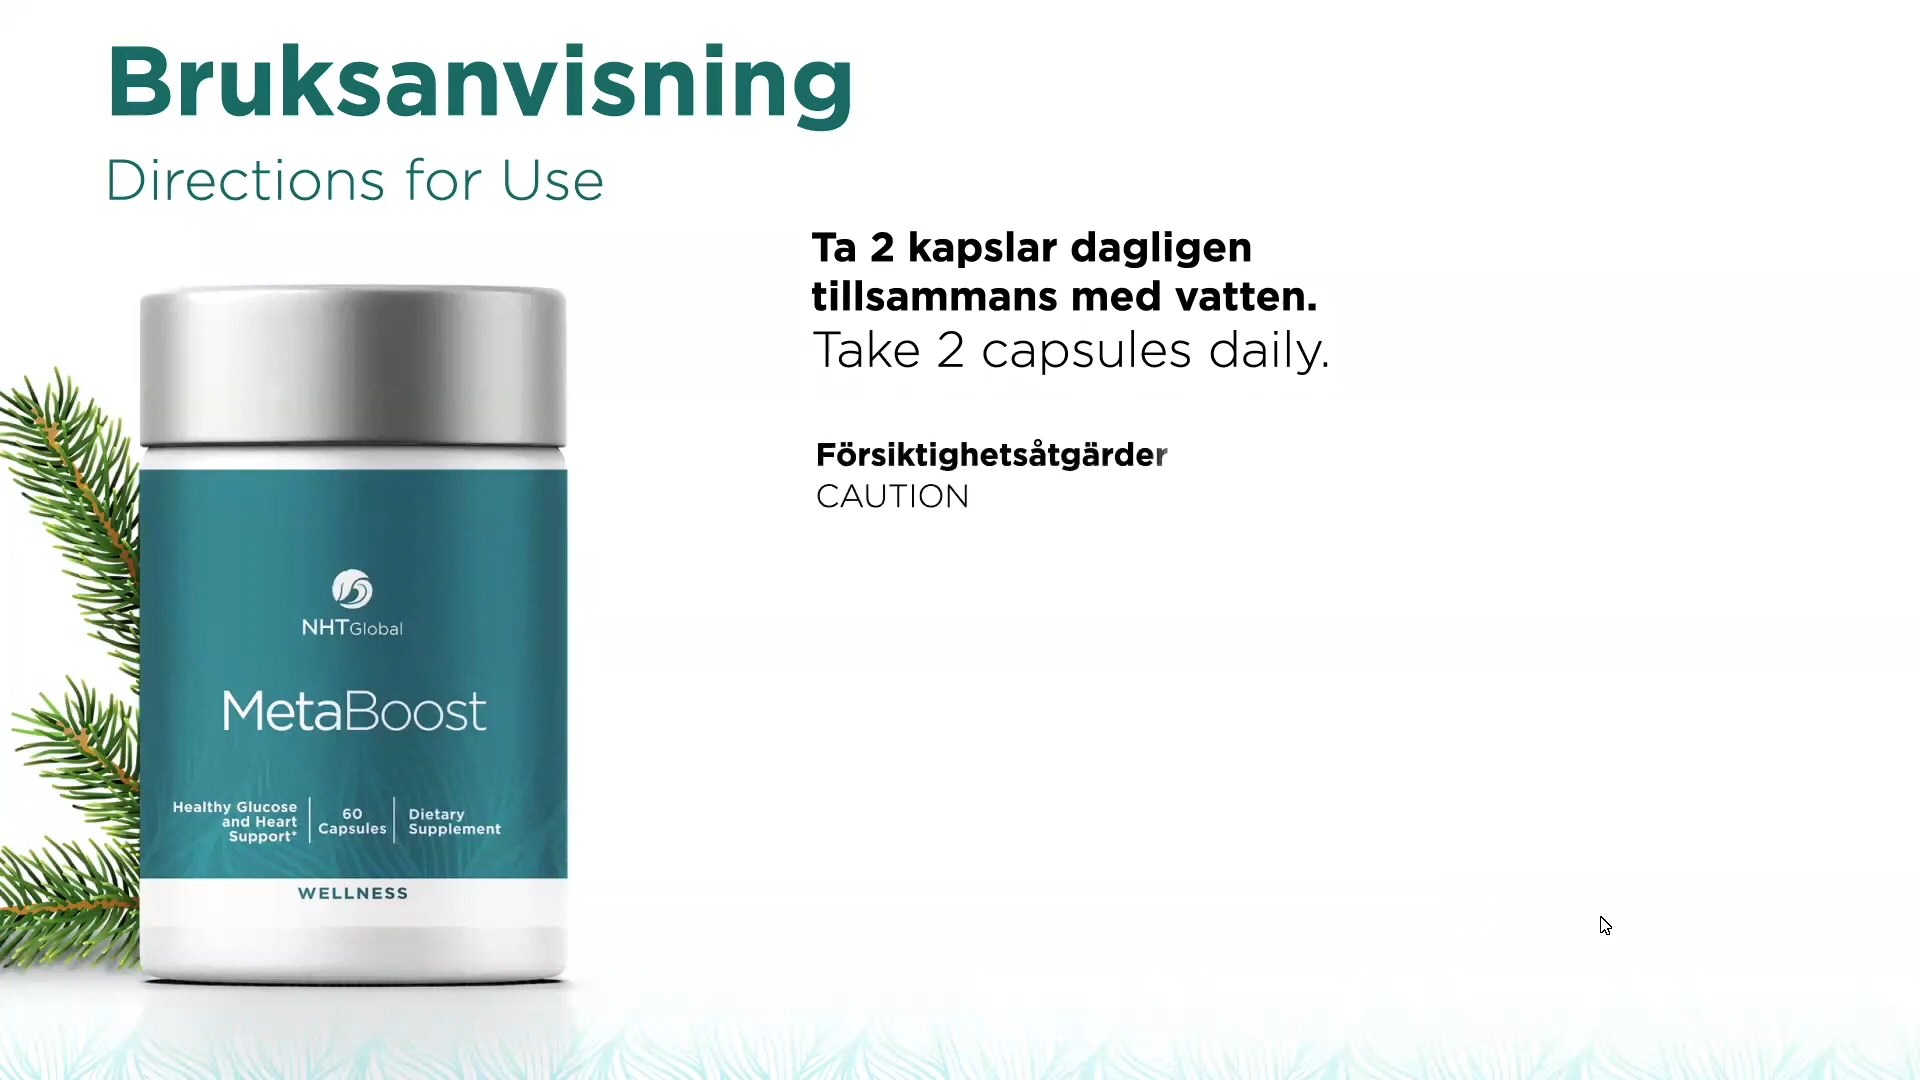 Bruksanvisning
Directions for Use
Ta 2 kapslar dagligen
tillsammans med vatten.
Take 2 capsules daily.
Försiktighetsåtgärder
CAUTION
NHTGlobal
MetaBoost
Healthy Glucose
and Heart
Support*
60
Capsules
Dietary
Supplement
WELLNESS